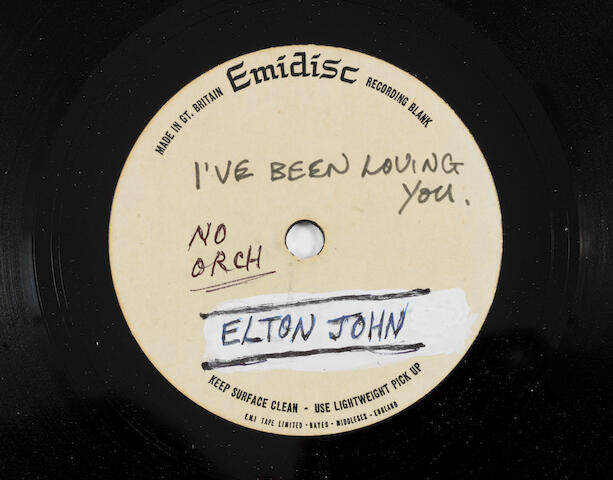 Emidisc
MADE IN GT. BRITAIN
RECORDING BLANK
I'VE BEEN LOVING
YOU.
NO
ORCH
ELTON JOHN
KEEP SURFACE CLEAN - USE LIGHTWEIGHT PICK UP
E.M.I TAPE LIMITED - HAYES - MIDDLESEX - ENGLAND